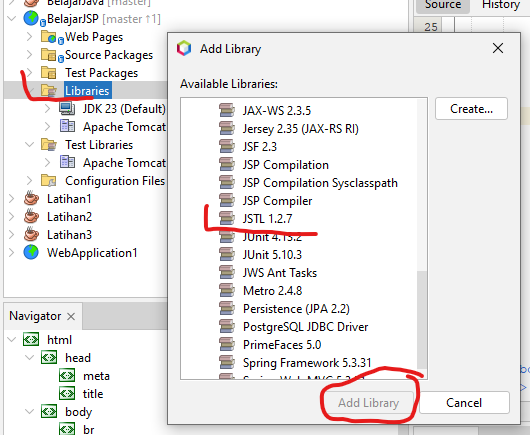 BelajarJava [master ↑1]
BelajarJSP [master ↑1]
Web Pages
Source Packages
Test Packages
Libraries
JDK 23 (Default)
Apache Tomcat
Test Libraries
Apache Tomcat
Configuration Files
Latihan1
Latihan2
Latihan3
WebApplication1
Navigator
html
head
meta
title
body
br
Source
History
25
Add Library
Available Libraries:
JAX-WS 2.3.5
Jersey 2.35 (JAX-RS RI)
JSF 2.3
JSP Compilation
JSP Compilation Sysclasspath
JSP Compiler
JSTL 1.2.7
JUnit 4.13.2
JUnit 5.10.3
JWS Ant Tasks
Metro 2.4.8
Persistence (JPA 2.2)
PostgreSQL JDBC Driver
PrimeFaces 5.0
Spring Framework 5.3.31
Create...
Add Library
Cancel